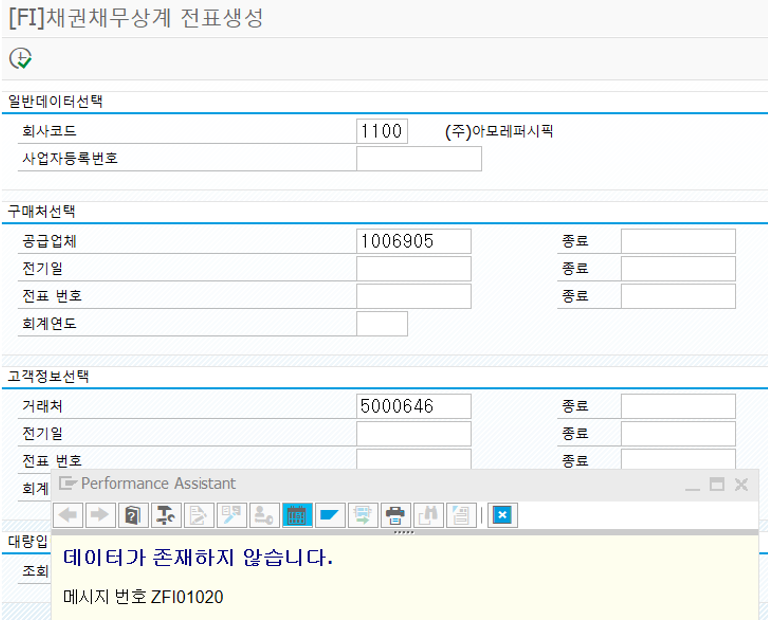 [FI]채권채무상계 전표생성
일반데이터선택
회사코드 1100 (주)아모레퍼시픽
사업자등록번호
구매처선택
공급업체 1006905 종료
전기일 종료
전표 번호 종료
회계연도
고객정보선택
거래처 5000646 종료
전기일 종료
전표 번호 종료
회계
Performance Assistant
대량입
데이터가 존재하지 않습니다.
조회
메시지 번호 ZFI01020